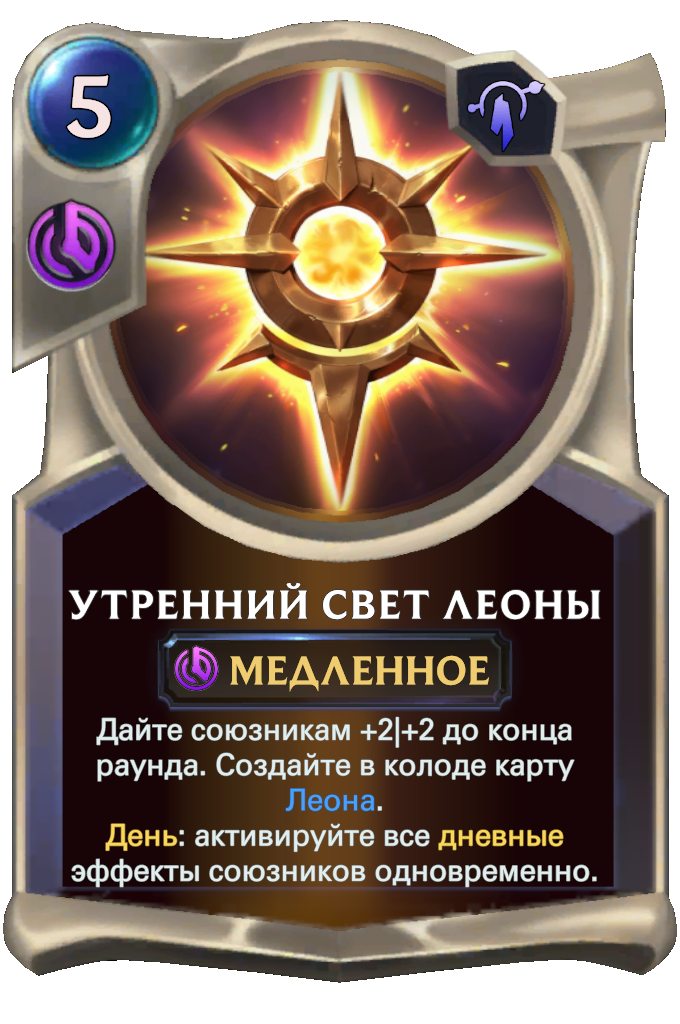 5
УТРЕННИЙ СВЕТ ЛЕОНЫ
МЕДЛЕННОЕ
Дайте союзникам +2|+2 до конца
раунда. Создайте в колоде карту
Леона.
День: активируйте все дневные
эффекты союзников одновременно.